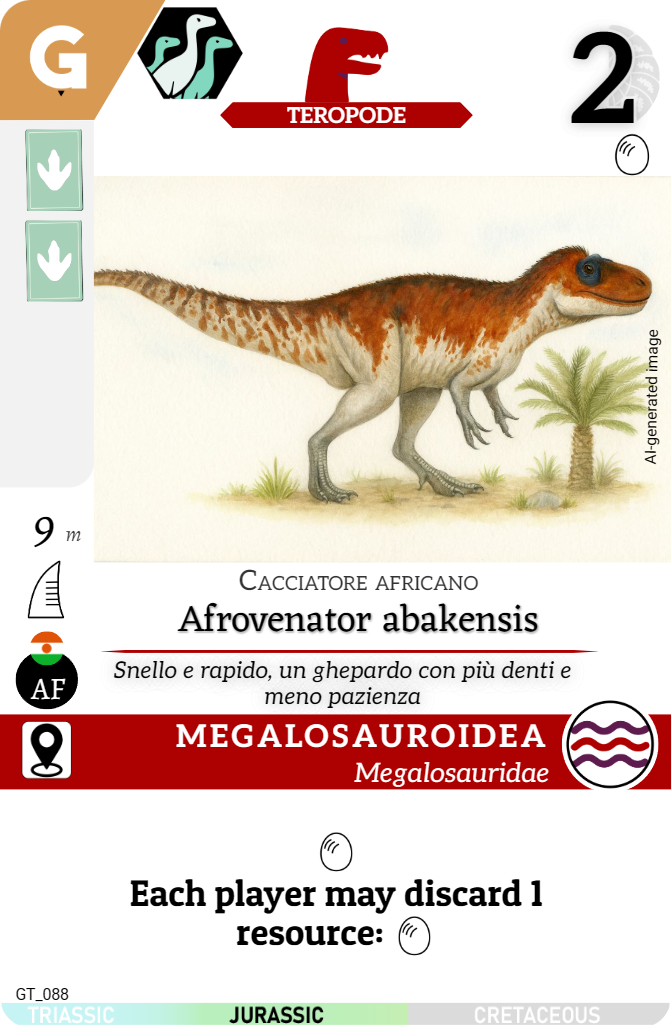 G
TEROPODE
2
AI-generated image
9 m
AF
Cacciatore africano
Afrovenator abakensis
Snello e rapido, un ghepardo con più denti e
meno pazienza
MEGALOSAUROIDEA
Megalosauridae
Each player may discard 1
resource:
GT_088
TRIASSIC JURASSIC CRETACEOUS